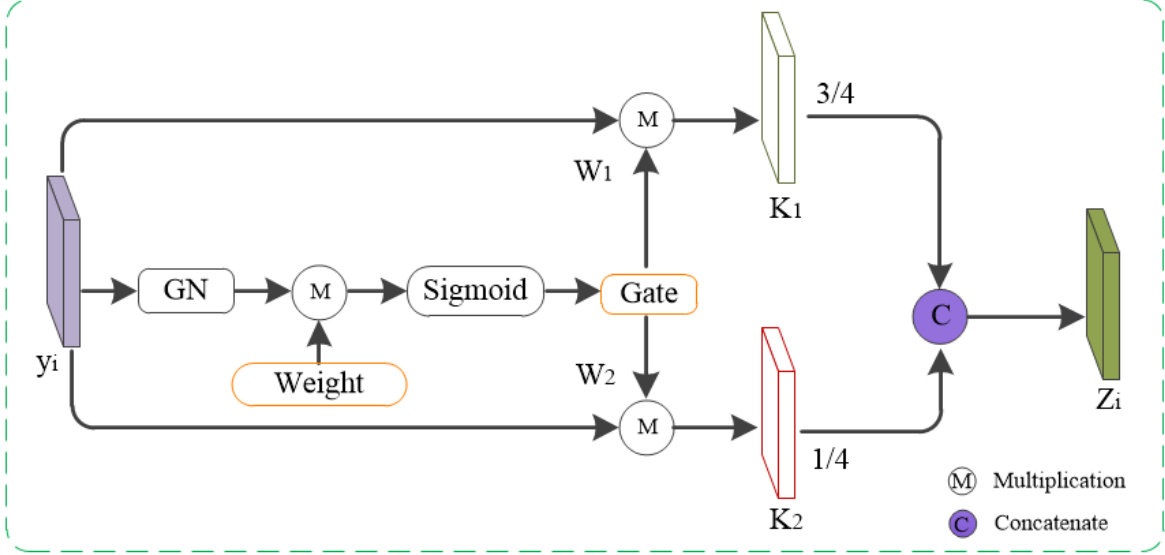 M
3/4
W1
K1
GN
M
Sigmoid
Gate
C
yi
Weight
W2
Zi
M
1/4
K2
M Multiplication
C Concatenate